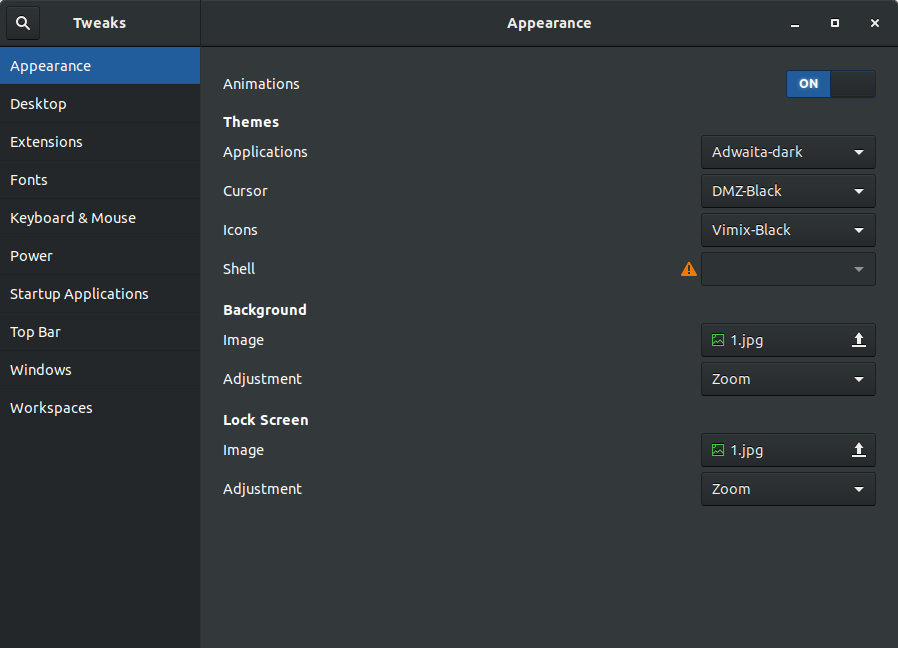 Tweaks
Appearance
Appearance
Desktop
Extensions
Fonts
Keyboard & Mouse
Power
Startup Applications
Top Bar
Windows
Workspaces
Animations ON
Themes
Applications Adwaita-dark
Cursor DMZ-Black
Icons Vimix-Black
Shell
Background
Image 1.jpg
Adjustment Zoom
Lock Screen
Image 1.jpg
Adjustment Zoom